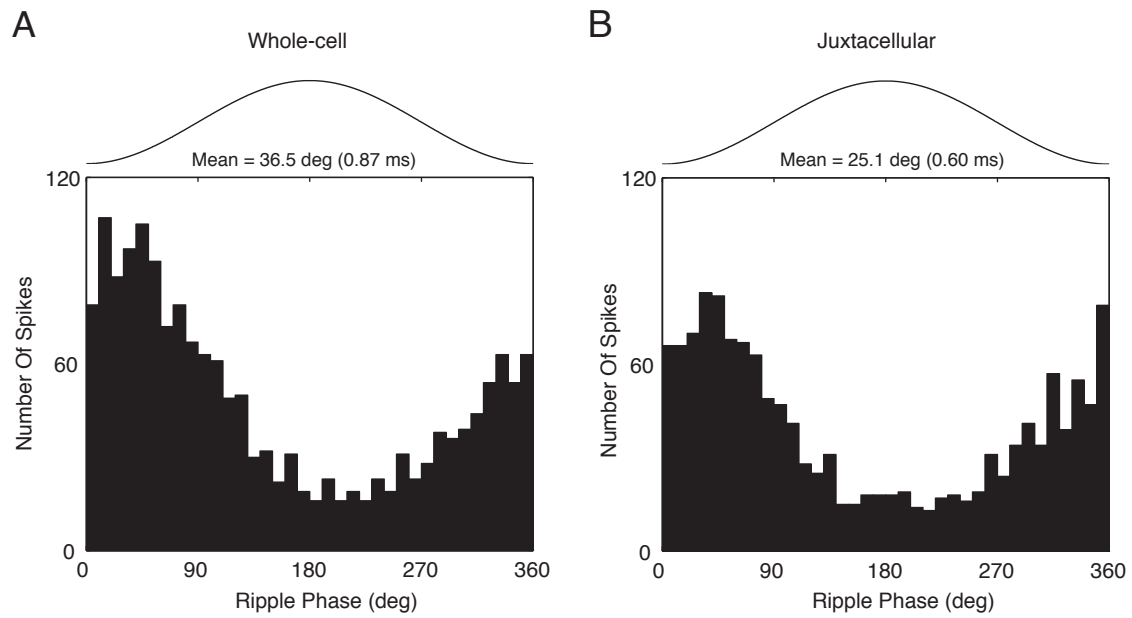 A
Whole-cell
Mean = 36.5 deg (0.87 ms)
120
60
0
Number Of Spikes
0 90 180 270 360
Ripple Phase (deg)
B
Juxtacellular
Mean = 25.1 deg (0.60 ms)
120
60
0
Number Of Spikes
0 90 180 270 360
Ripple Phase (deg)